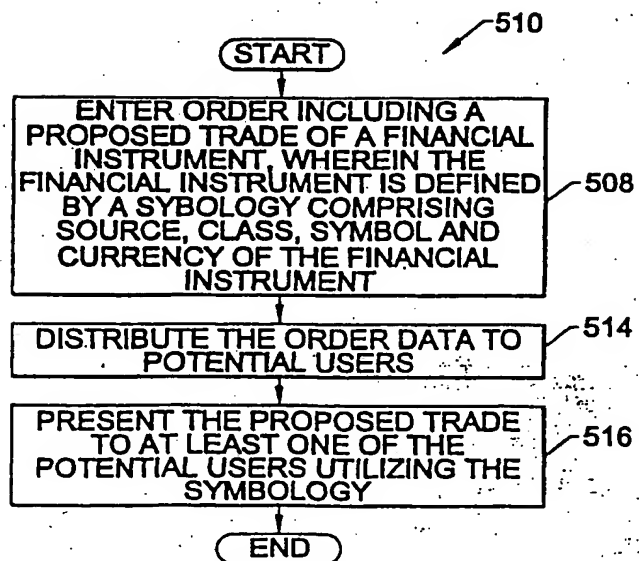 510
START
ENTER ORDER INCLUDING A
PROPOSED TRADE OF A FINANCIAL
INSTRUMENT, WHEREIN THE
FINANCIAL INSTRUMENT IS DEFINED
BY A SYBOLOGY COMPRISING
SOURCE, CLASS, SYMBOL AND
CURRENCY OF THE FINANCIAL
INSTRUMENT
508
DISTRIBUTE THE ORDER DATA TO
POTENTIAL USERS
514
PRESENT THE PROPOSED TRADE
TO AT LEAST ONE OF THE
POTENTIAL USERS UTILIZING THE
SYMBOLOGY
516
END